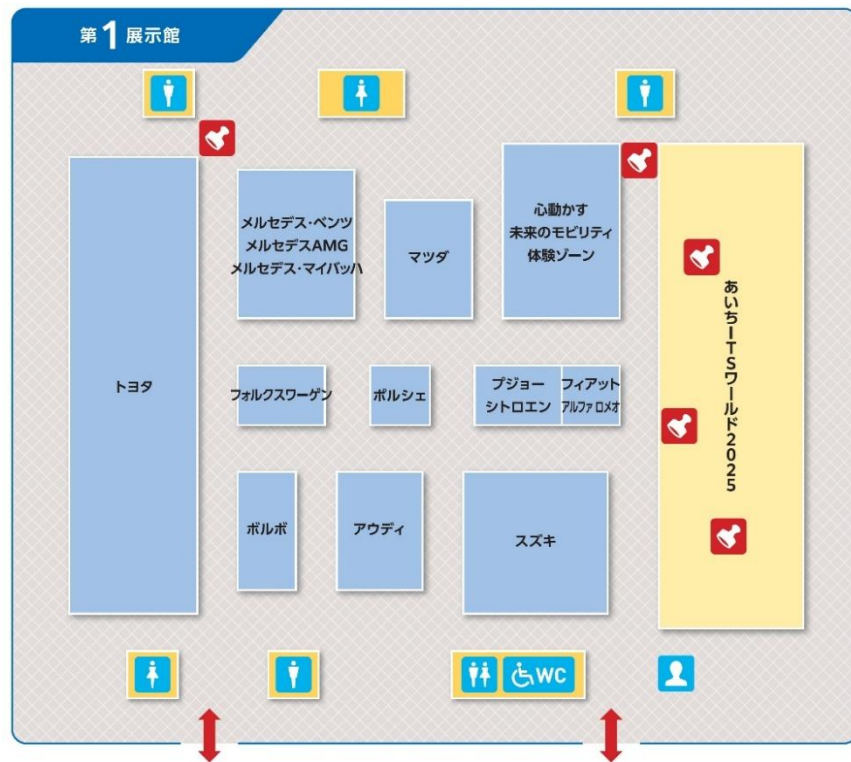 第1展示館
メルセデス・ベンツ
メルセデスAMG
メルセデス・マイバッハ
マツダ
心動かす
未来のモビリティ
体験ゾーン
トヨタ
フォルクスワーゲン
ポルシェ
プジョー
シトロエン
フィアット
アルファ ロメオ
あいちITSワールド2025
ボルボ
アウディ
スズキ
WC